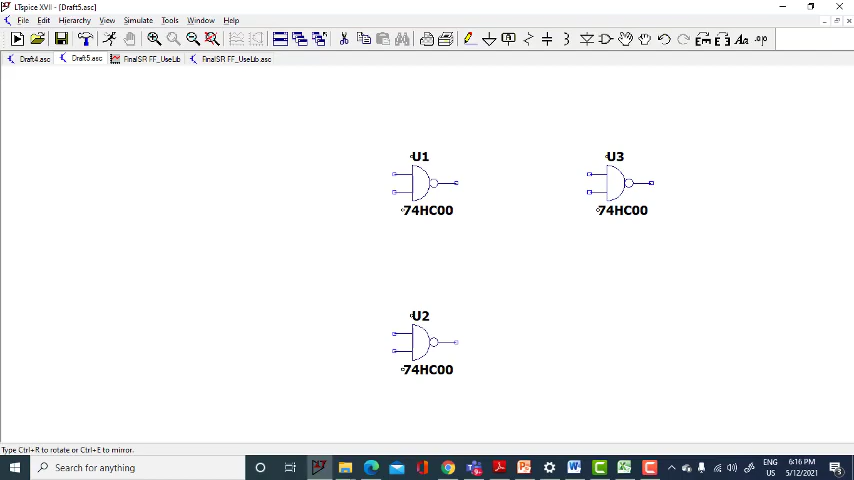 LTspice XVII - [Draft5.asc]
File Edit Hierarchy View Simulate Tools Window Help
Draft4.asc Draft5.asc FinalSR FF_UseLib FinalSR FF_UseLib.asc
U1 U3
74HC00 74HC00
U2
74HC00
Type Ctrl+R to rotate or Ctrl+E to mirror.
Search for anything
ENG
US
6:16 PM
5/12/2021